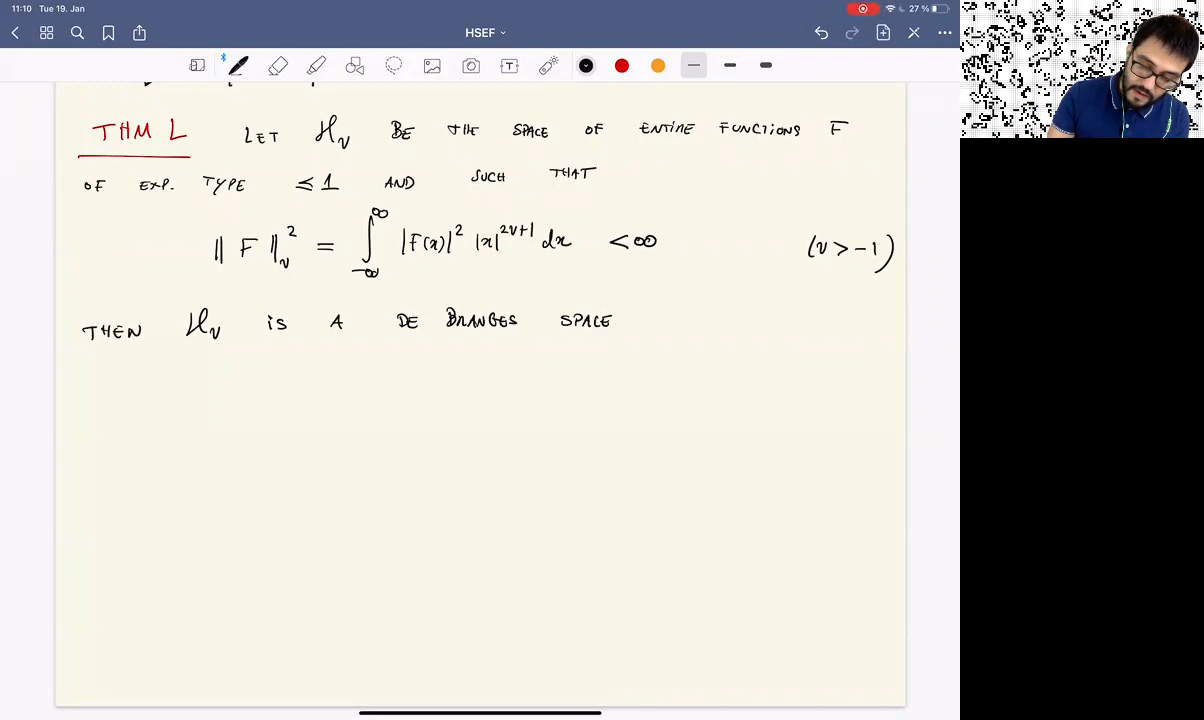 11:10 Tue 19. Jan
27 %
HSEF
THM L LET ℋ_ν BE THE SPACE OF ENTIRE FUNCTIONS F
OF EXP. TYPE ≤ 1 AND SUCH THAT
‖F‖_ν^2 = ∫_{-∞}^{∞} |F(x)|^2 |x|^{2ν+1} dx < ∞ (ν > -1)
THEN ℋ_ν IS A DE BRANGES SPACE